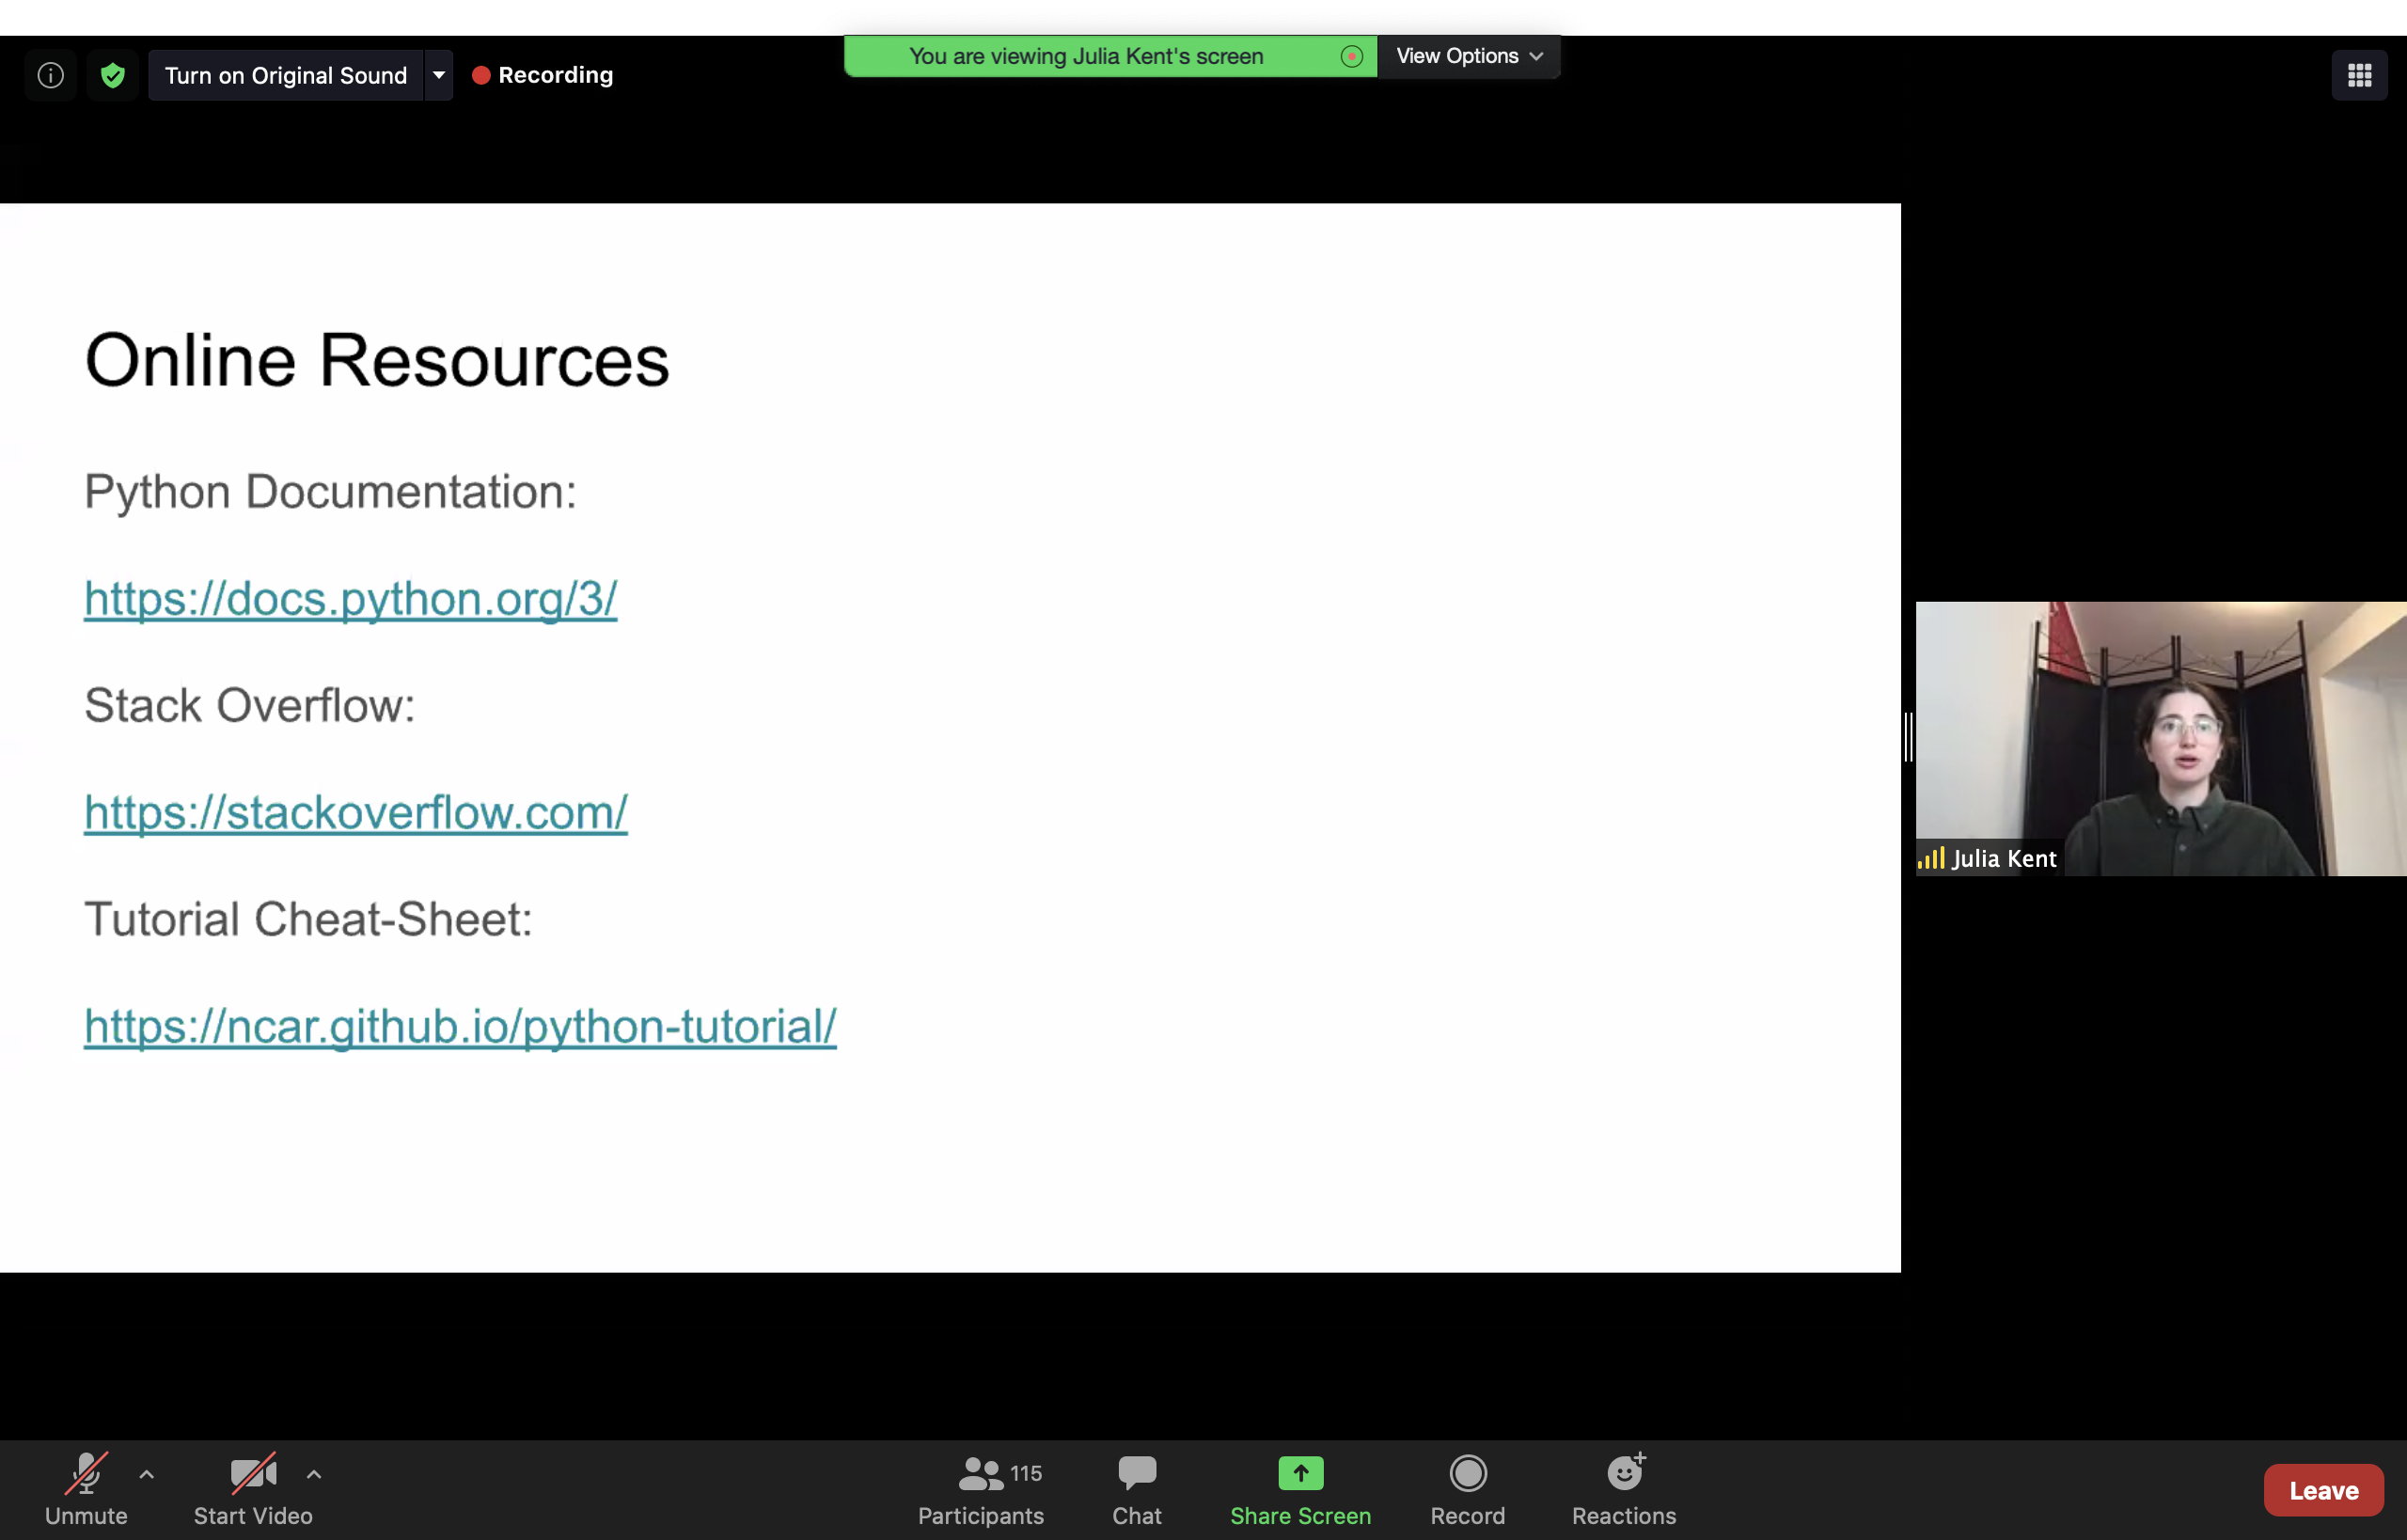 You are viewing Julia Kent's screen
View Options
Turn on Original Sound
Recording
Online Resources
Python Documentation:
https://docs.python.org/3/
Stack Overflow:
https://stackoverflow.com/
Tutorial Cheat-Sheet:
https://ncar.github.io/python-tutorial/
Julia Kent
Unmute
Start Video
115
Participants
Chat
Share Screen
Record
Reactions
Leave